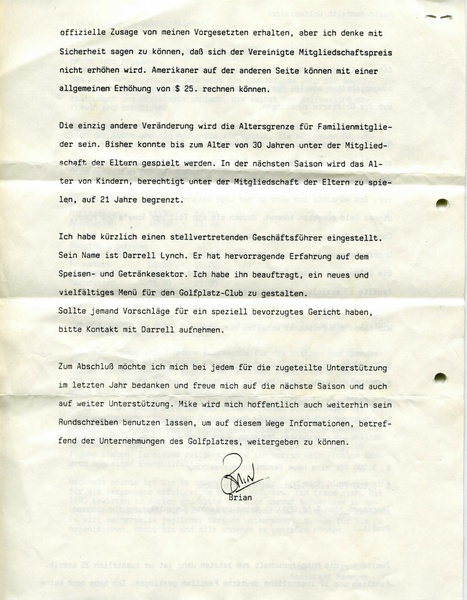 offizielle Zusage von meinen Vorgesetzten erhalten, aber ich denke mit
Sicherheit sagen zu können, daß sich der Vereinigte Mitgliedschaftspreis
nicht erhöhen wird. Amerikaner auf der anderen Seite können mit einer
allgemeinen Erhöhung von $ 25. rechnen können.
Die einzig andere Veränderung wird die Altersgrenze für Familienmitglie-
der sein. Bisher konnte bis zum Alter von 30 Jahren unter der Mitglied-
schaft der Eltern gespielt werden. In der nächsten Saison wird das Al-
ter von Kindern, berechtigt unter der Mitgliedschaft der Eltern zu spie-
len, auf 21 Jahre begrenzt.
Ich habe kürzlich einen stellvertretenden Geschäftsführer eingestellt.
Sein Name ist Darrell Lynch. Er hat hervorragende Erfahrung auf dem
Speisen- und Getränkesektor. Ich habe ihn beauftragt, ein neues und
vielfältiges Menü für den Golfplatz-Club zu gestalten.
Sollte jemand Vorschläge für ein speziell bevorzugtes Gericht haben,
bitte Kontakt mit Darrell aufnehmen.
Zum Abschluß möchte ich mich bei jedem für die zugeteilte Unterstützung
im letzten Jahr bedanken und freue mich auf die nächste Saison und auch
auf weiter Unterstützung. Mike wird mich hoffentlich auch weiterhin sein
Rundschreiben benutzen lassen, um auf diesem Wege Informationen, betref-
fend der Unternehmungen des Golfplatzes, weitergeben zu können.
Brian
Brian